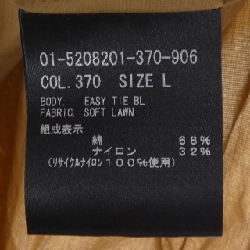 01-5208201-370-906
COL. 370 SIZE L
BODY. EASY TIE BL
FABRIC. SOFT LAWN
組成表示
綿 68%
ナイロン 32%
(リサイクルナイロン100%使用)